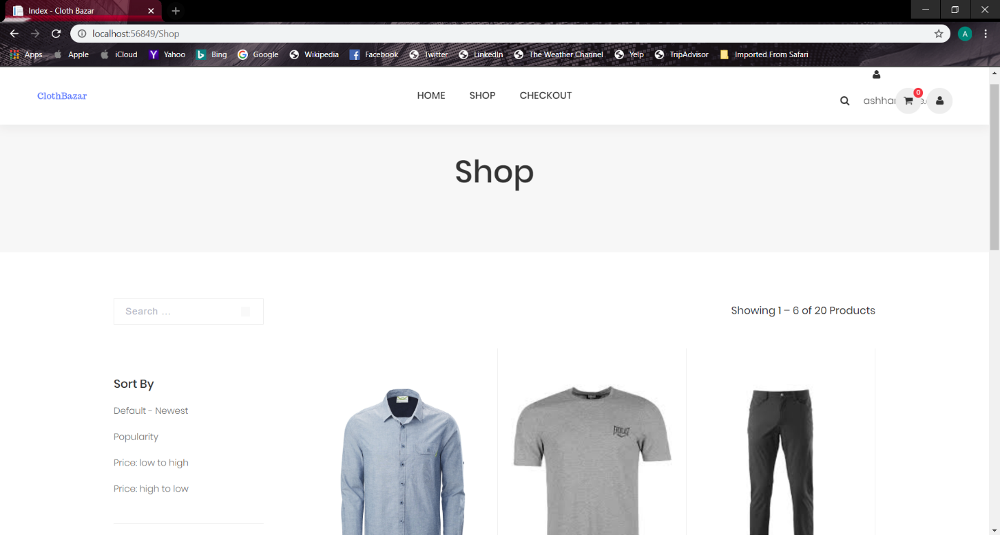 Index - Cloth Bazar
localhost:56849/Shop
A
Apps Apple iCloud Yahoo Bing Google Wikipedia Facebook Twitter LinkedIn The Weather Channel Yelp TripAdvisor Imported From Safari
ClothBazar HOME SHOP CHECKOUT
0
Shop
Search ...
Showing 1 – 6 of 20 Products
Sort By
Default - Newest
Popularity
Price: low to high
Price: high to low
EVERLAST